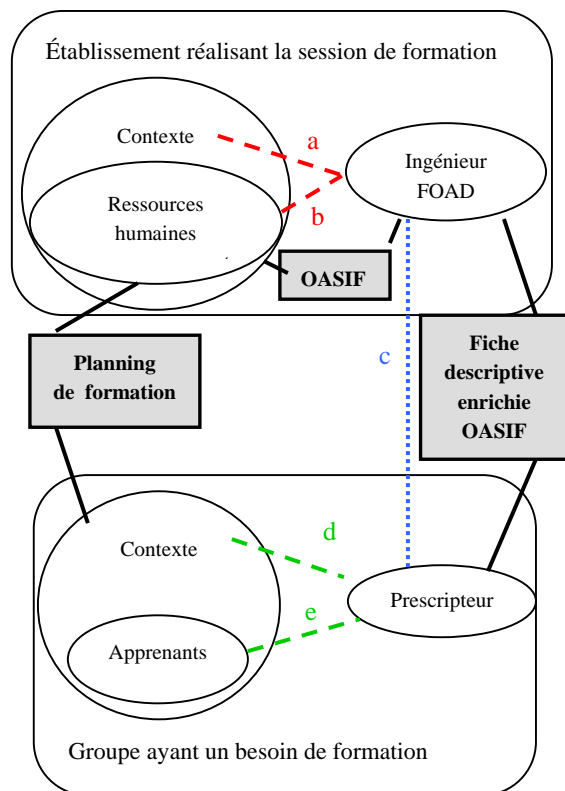 Établissement réalisant la session de formation
Contexte
a
Ingénieur
FOAD
Ressources
humaines
b
OASIF
Planning
de formation
c
Fiche
descriptive
enrichie
OASIF
Contexte
d
Prescripteur
e
Apprenants
Groupe ayant un besoin de formation